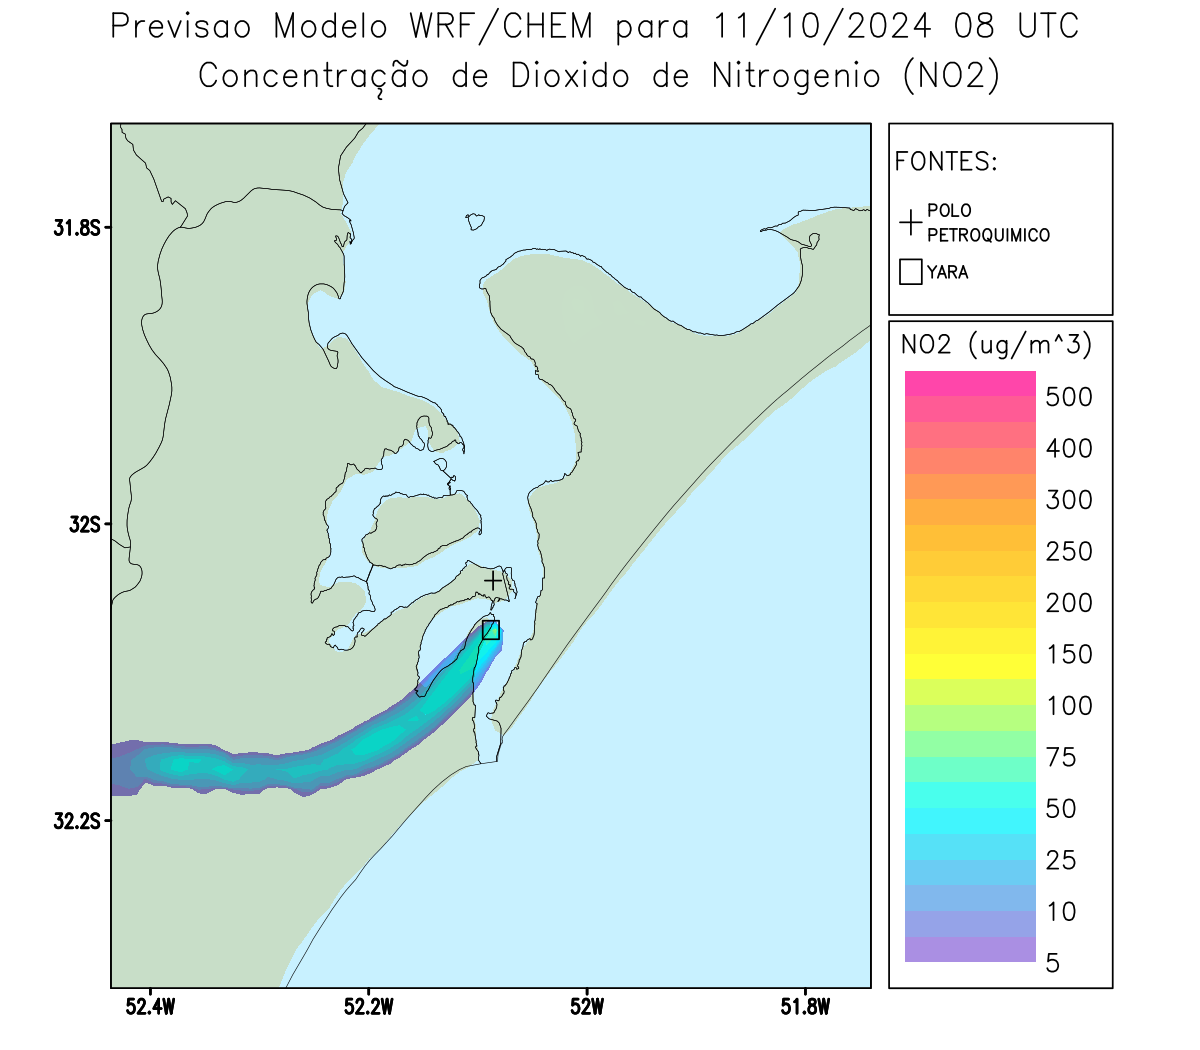 Previsao Modelo WRF/CHEM para 11/10/2024 08 UTC
Concentração de Dioxido de Nitrogenio (NO2)
FONTES:
POLO
PETROQUIMICO
YARA
NO2 (ug/m^3)
500
400
300
250
200
150
100
75
50
25
10
5
31.8S
32S
32.2S
52.4W
52.2W
52W
51.8W